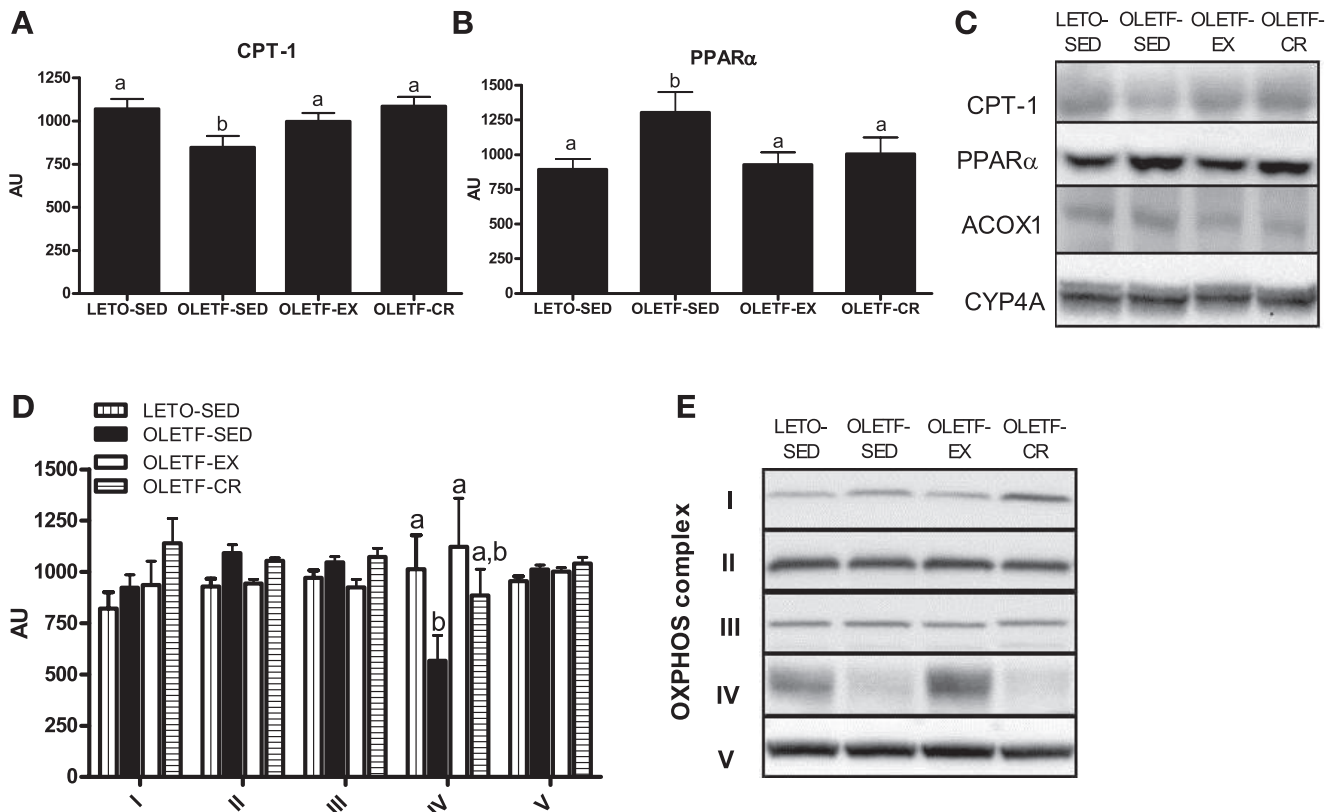 A
CPT-1
AU
1250
1000
750
500
250
0
a
b
a
a
LETO-SED
OLETF-SED
OLETF-EX
OLETF-CR
B
PPARα
AU
1500
1250
1000
750
500
250
0
a
b
a
a
LETO-SED
OLETF-SED
OLETF-EX
OLETF-CR
C
LETO-SED
OLETF-SED
OLETF-EX
OLETF-CR
CPT-1
PPARα
ACOX1
CYP4A
D
LETO-SED
OLETF-SED
OLETF-EX
OLETF-CR
AU
1500
1250
1000
750
500
250
0
a
b
a
a,b
I
II
III
IV
V
E
LETO-SED
OLETF-SED
OLETF-EX
OLETF-CR
OXPHOS complex
I
II
III
IV
V